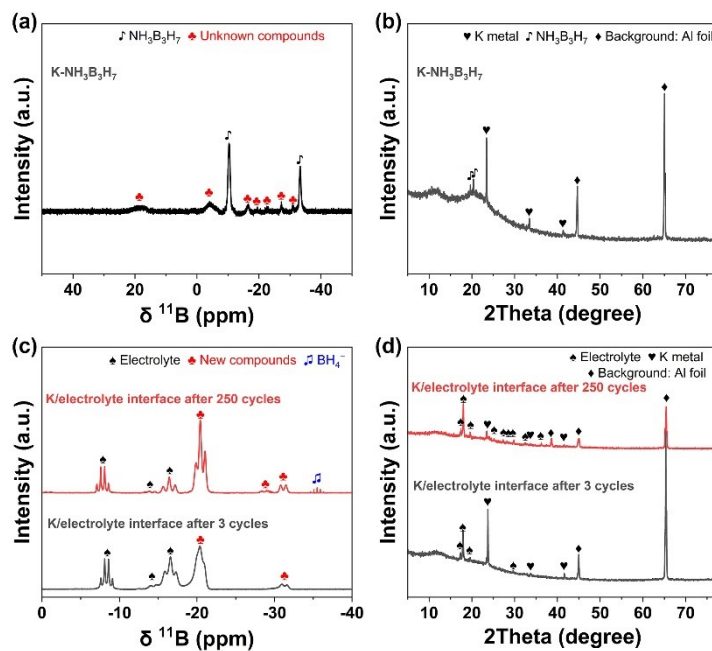 (a)
♪ NH₃B₃H₇ ♣ Unknown compounds
K-NH₃B₃H₇
♣ ♣ ♪ ♣ ♣ ♣ ♣ ♣ ♪
Intensity (a.u.)
40 20 0 -20 -40
δ ¹¹B (ppm)
(b)
♥ K metal ♪ NH₃B₃H₇ ♦ Background: Al foil
K-NH₃B₃H₇
♪ ♪ ♥ ♥ ♥ ♦ ♦
Intensity (a.u.)
10 20 30 40 50 60 70
2Theta (degree)
(c)
♠ Electrolyte ♣ New compounds ♫ BH₄⁻
K/electrolyte interface after 250 cycles
♠ ♠ ♠ ♣ ♣ ♣ ♫
K/electrolyte interface after 3 cycles
♠ ♠ ♠ ♣ ♣
Intensity (a.u.)
0 -10 -20 -30 -40
δ ¹¹B (ppm)
(d)
♠ Electrolyte ♥ K metal
♦ Background: Al foil
K/electrolyte interface after 250 cycles
♠ ♠ ♠ ♥ ♠ ♠ ♠ ♠ ♠ ♥ ♠ ♦ ♥ ♦ ♦
K/electrolyte interface after 3 cycles
♠ ♠ ♠ ♥ ♠ ♥ ♥ ♦
Intensity (a.u.)
10 20 30 40 50 60 70
2Theta (degree)